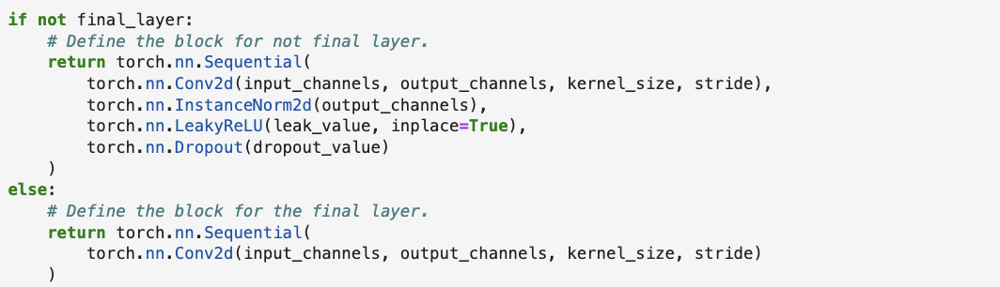 if not final_layer:
    # Define the block for not final layer.
    return torch.nn.Sequential(
        torch.nn.Conv2d(input_channels, output_channels, kernel_size, stride),
        torch.nn.InstanceNorm2d(output_channels),
        torch.nn.LeakyReLU(leak_value, inplace=True),
        torch.nn.Dropout(dropout_value)
    )
else:
    # Define the block for the final layer.
    return torch.nn.Sequential(
        torch.nn.Conv2d(input_channels, output_channels, kernel_size, stride)
    )